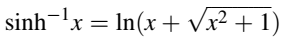 sinh⁻¹x = ln(x + √(x² + 1))